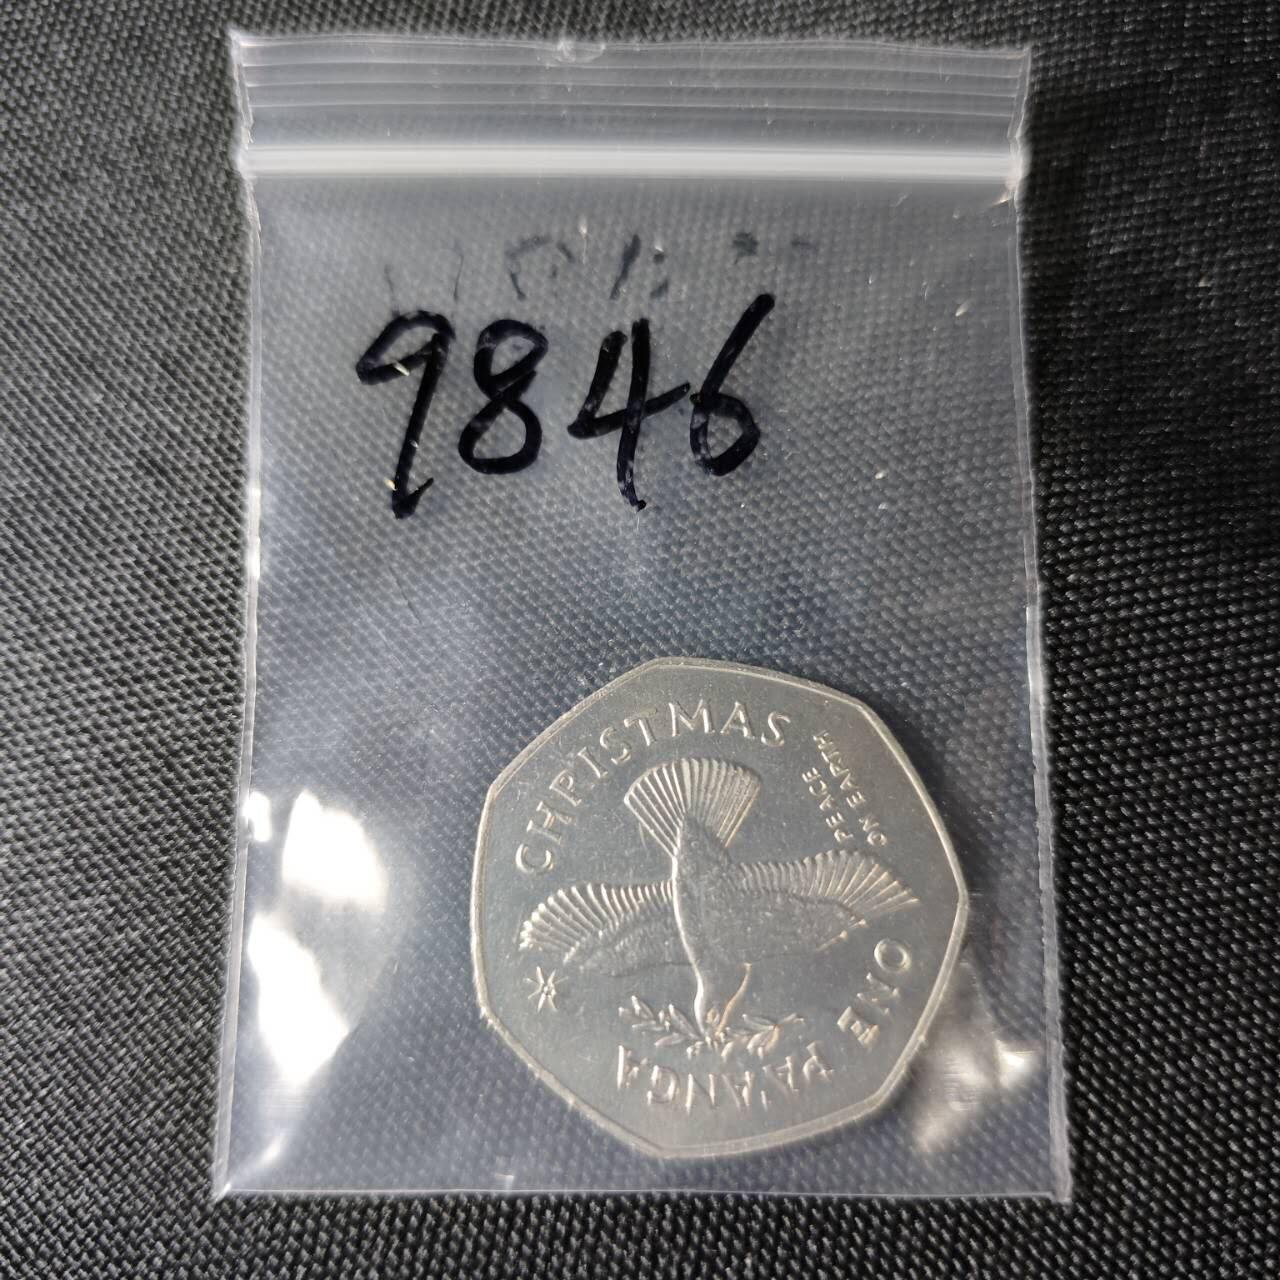 9846
CHRISTMAS
PEACE
ON EARTH
ONE PA'ANGA